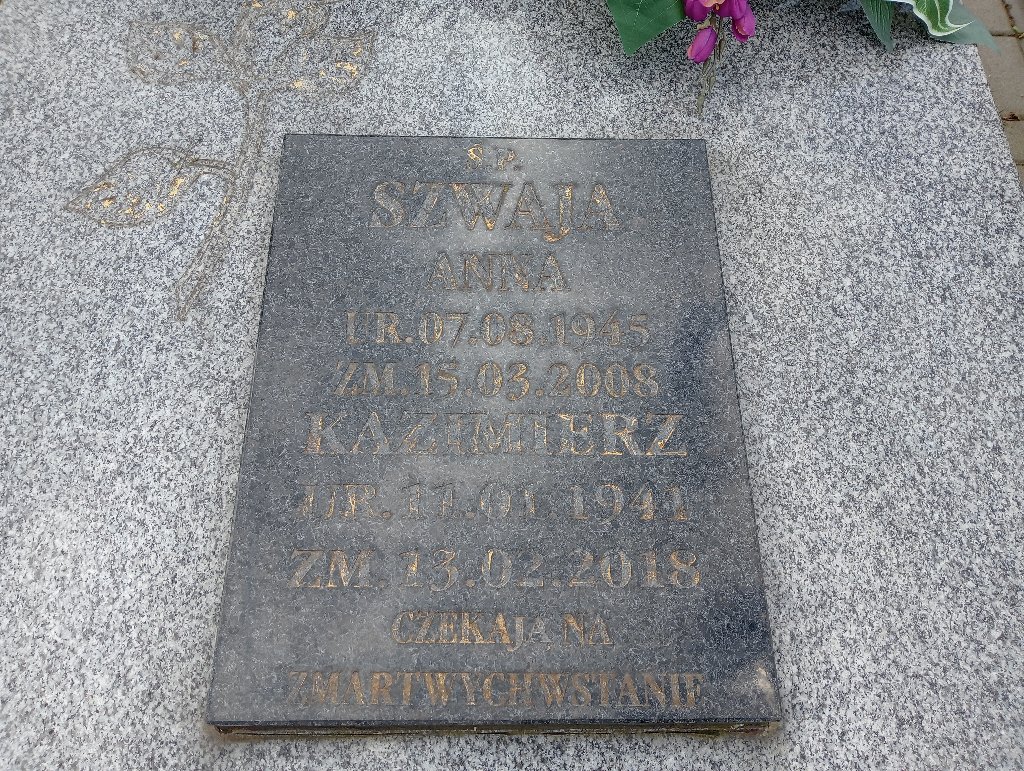 Ś.P.
SZWAJA
ANNA
UR.07.08.1945
ZM.15.03.2008
KAZIMIERZ
UR.11.01.1941
ZM.13.02.2018
CZEKAJĄ NA
ZMARTWYCHWSTANIE